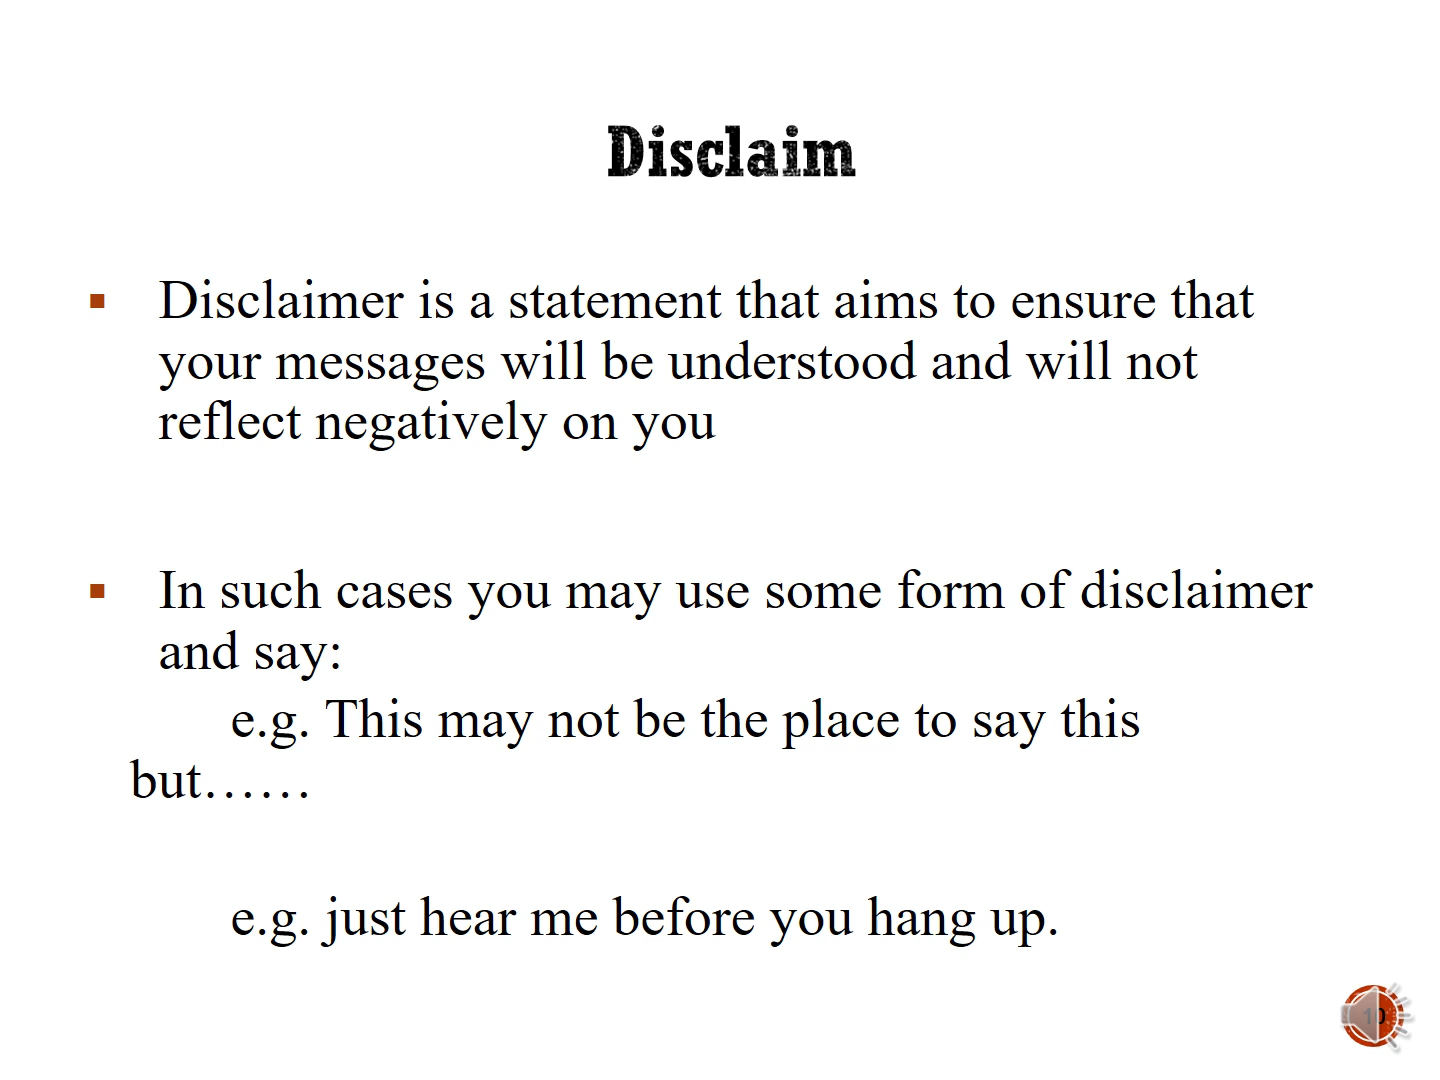 Disclaim
▪ Disclaimer is a statement that aims to ensure that
your messages will be understood and will not
reflect negatively on you
▪ In such cases you may use some form of disclaimer
and say:
e.g. This may not be the place to say this
but……
e.g. just hear me before you hang up.
10